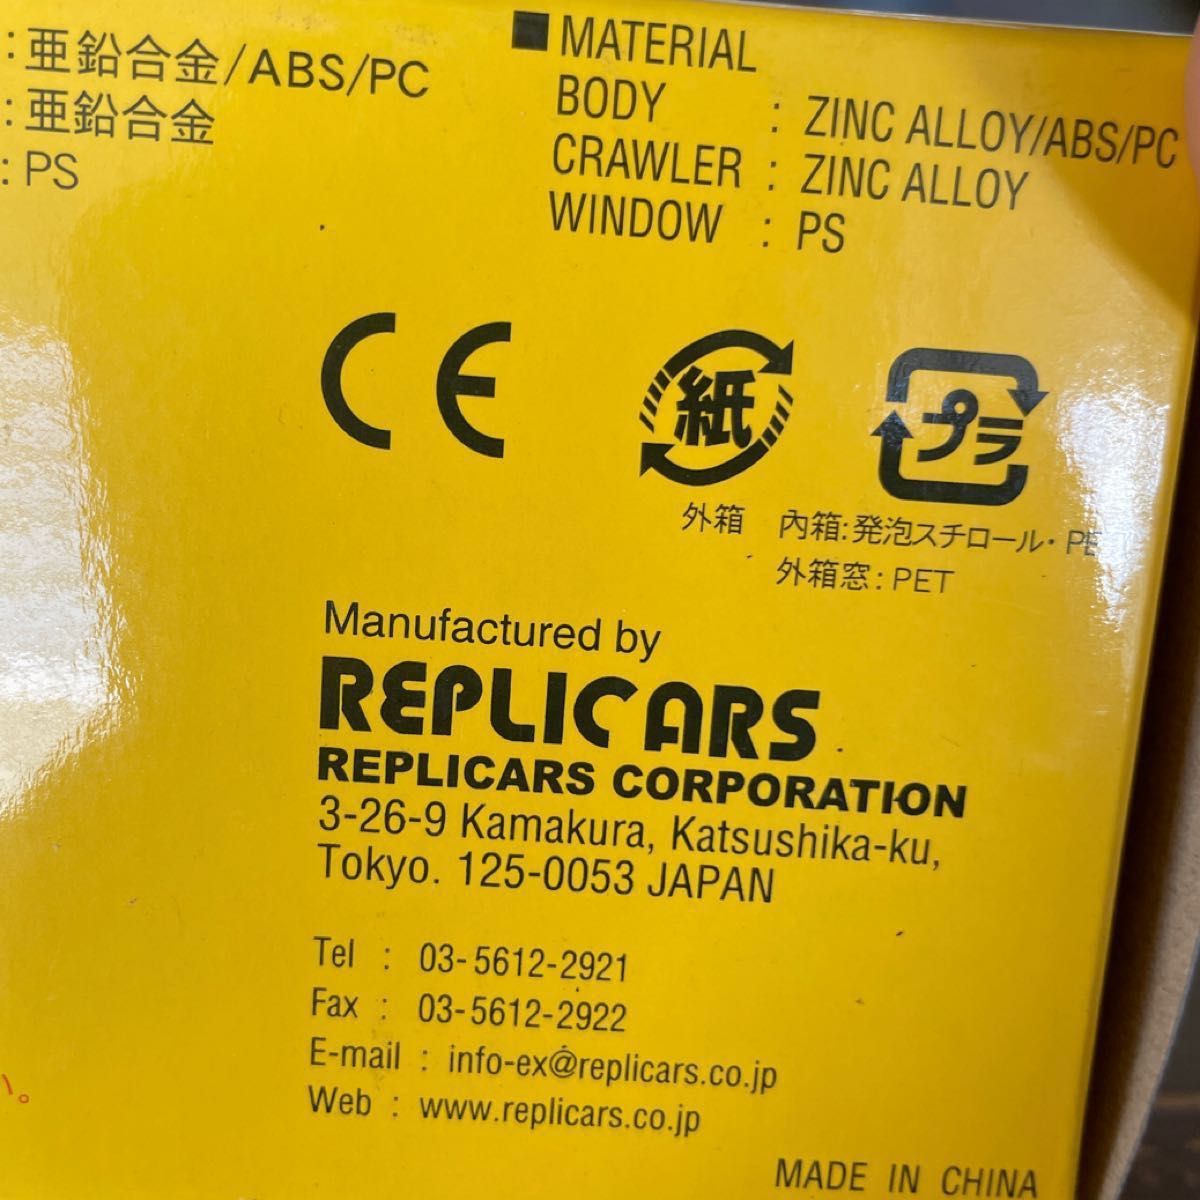 : 亜鉛合金/ABS/PC
: 亜鉛合金
: PS
■MATERIAL
BODY : ZINC ALLOY/ABS/PC
CRAWLER : ZINC ALLOY
WINDOW : PS
CE
紙
プラ
外箱
内箱:発泡スチロール・PE
外箱窓:PET
Manufactured by
REPLICARS
REPLICARS CORPORATION
3-26-9 Kamakura, Katsushika-ku,
Tokyo. 125-0053 JAPAN
Tel : 03-5612-2921
Fax : 03-5612-2922
E-mail : info-ex@replicars.co.jp
Web : www.replicars.co.jp
い。
MADE IN CHINA